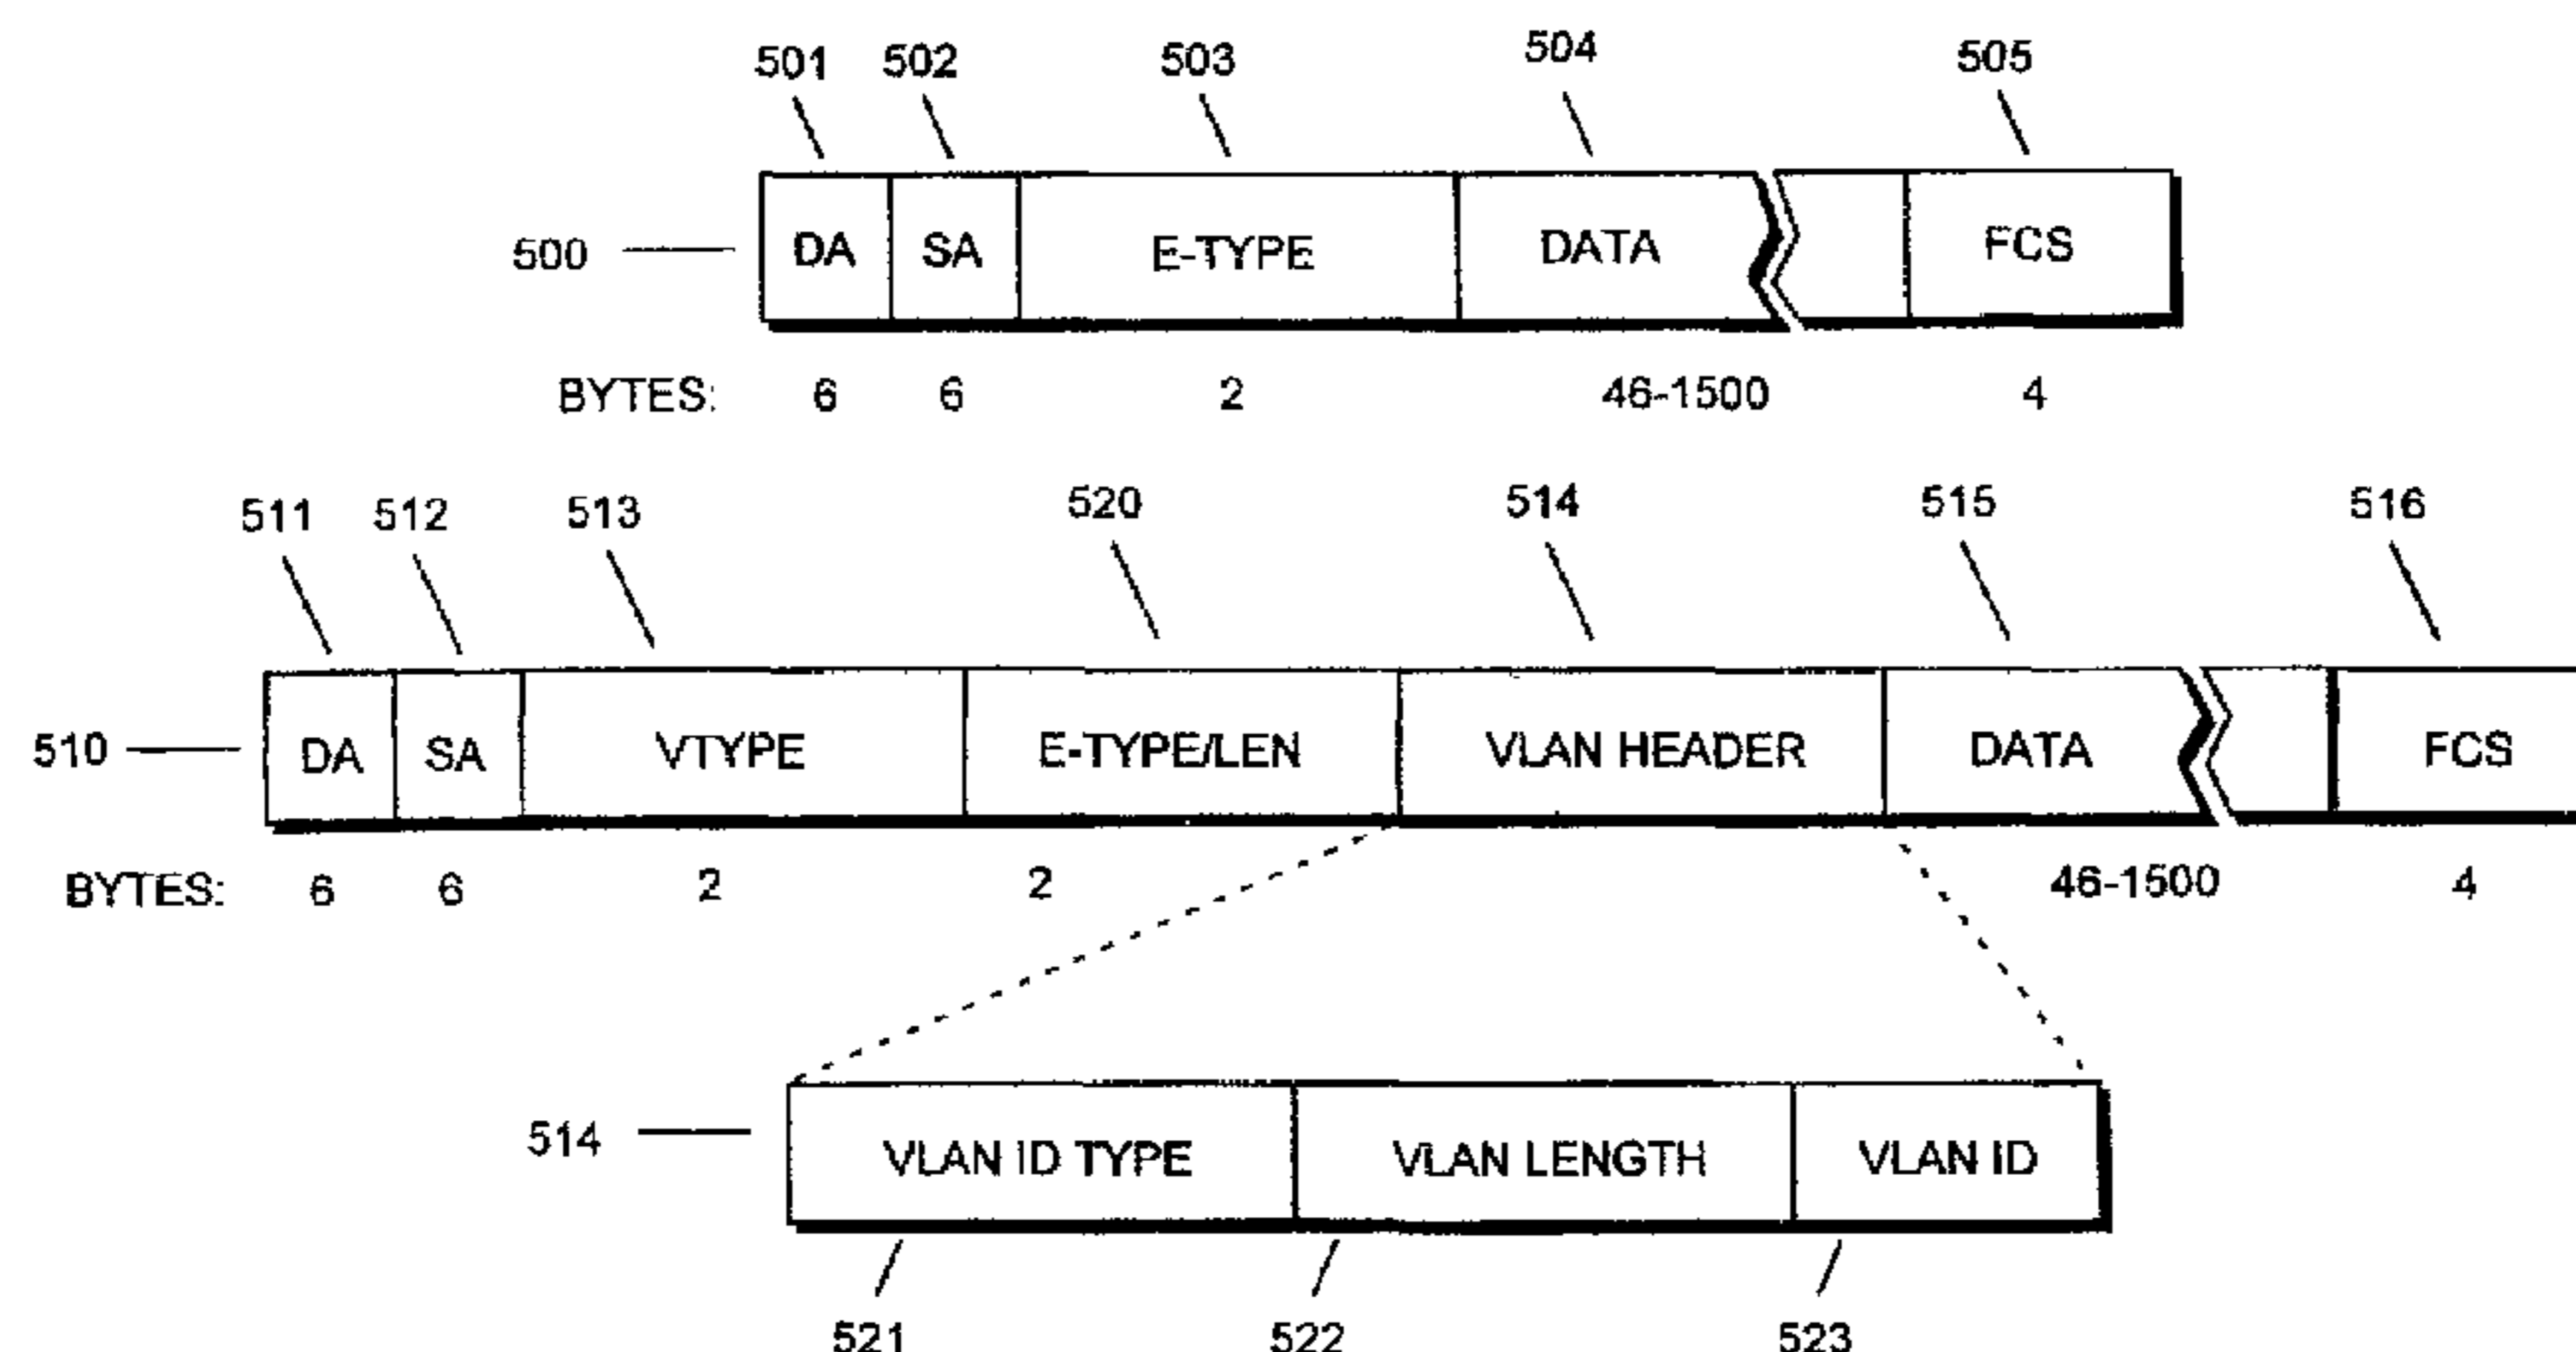 501 502 503 504 505
500 DA SA E-TYPE DATA FCS
BYTES: 6 6 2 46-1500 4
511 512 513 520 514 515 516
510 DA SA VTYPE E-TYPE/LEN VLAN HEADER DATA FCS
BYTES: 6 6 2 2 46-1500 4
514 VLAN ID TYPE VLAN LENGTH VLAN ID
521 522 523